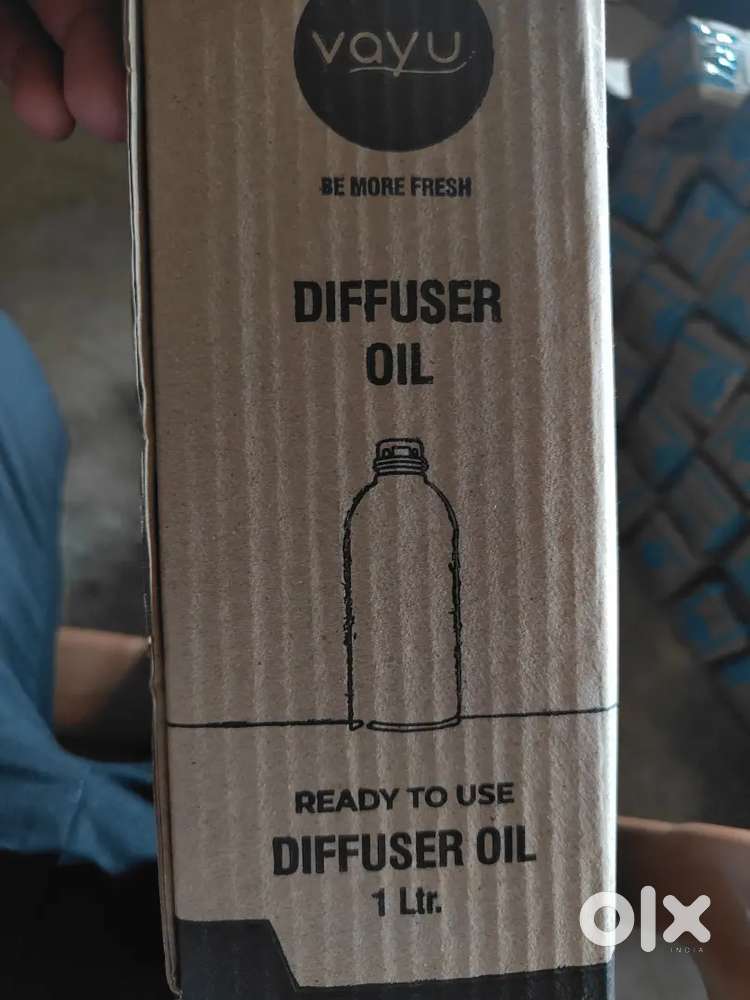 vayu
BE MORE FRESH
DIFFUSER
OIL
READY TO USE
DIFFUSER OIL
1 Ltr.
olx
INDIA